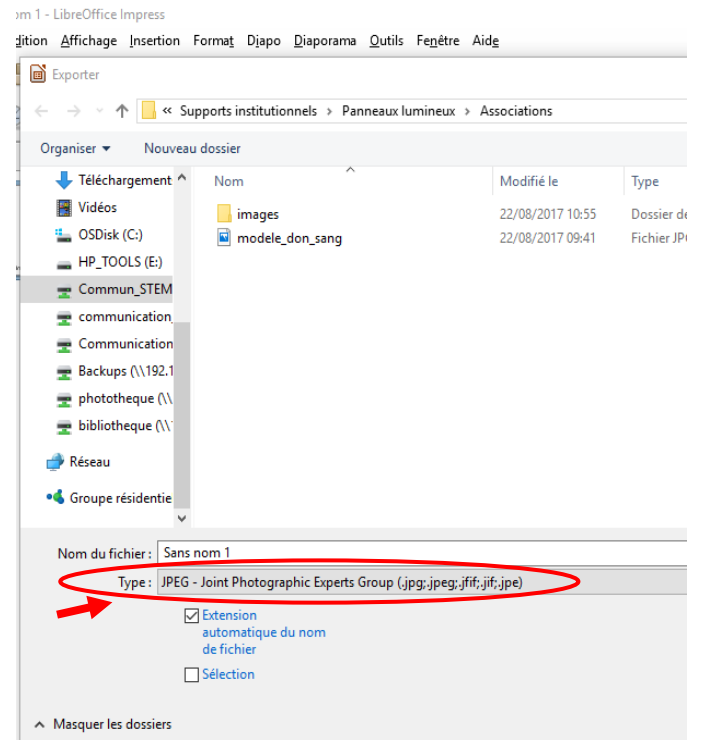 om 1 - LibreOffice Impress
dition Affichage Insertion Format Diapo Diaporama Outils Fenêtre Aide
Exporter
« Supports institutionnels > Panneaux lumineux > Associations
Organiser Nouveau dossier
Téléchargement Nom Modifié le Type
Vidéos images 22/08/2017 10:55 Dossier de
OSDisk (C:) modele_don_sang 22/08/2017 09:41 Fichier JP
HP_TOOLS (E:)
Commun_STEM
communication_
Communication
Backups (\\192.1
phototheque (\\
bibliotheque (\\
Réseau
Groupe résidentie
Nom du fichier : Sans nom 1
Type : JPEG - Joint Photographic Experts Group (.jpg;.jpeg;.jfif;.jif;.jpe)
Extension
automatique du nom
de fichier
Sélection
Masquer les dossiers